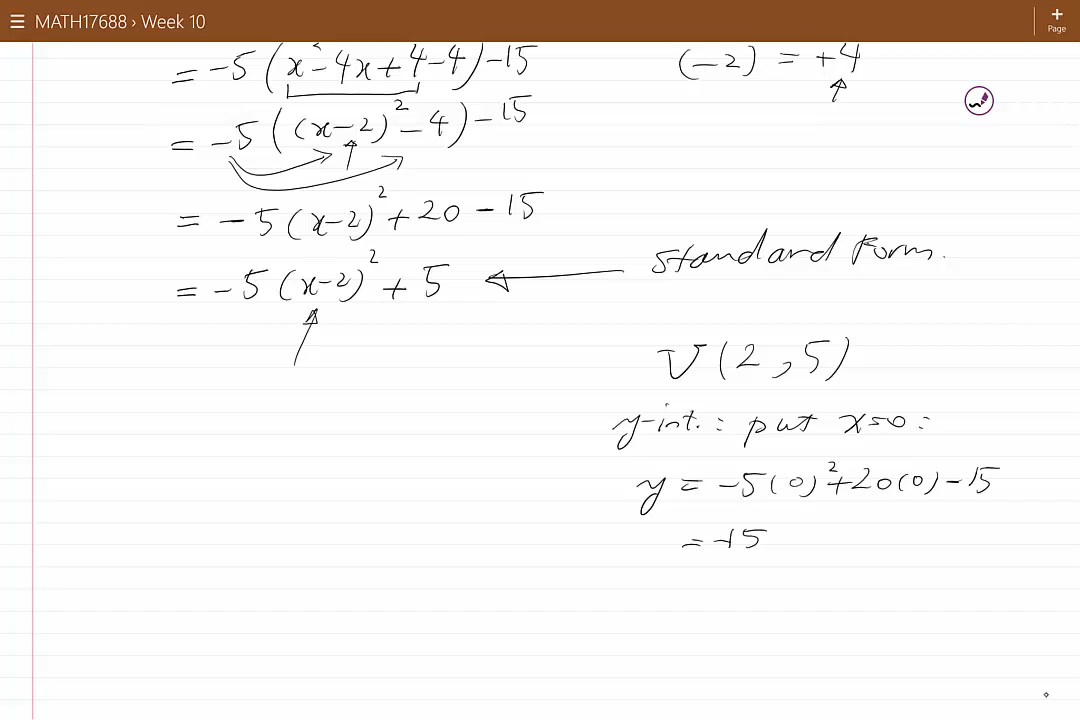 MATH17688 › Week 10
Page
= -5(x²-4x+4-4)-15
(-2) = +4
= -5((x-2)²-4)-15
= -5(x-2)²+20-15
= -5(x-2)²+5
standard form.
V(2,5)
y-int.: put x=0:
y = -5(0)²+20(0)-15
= -15